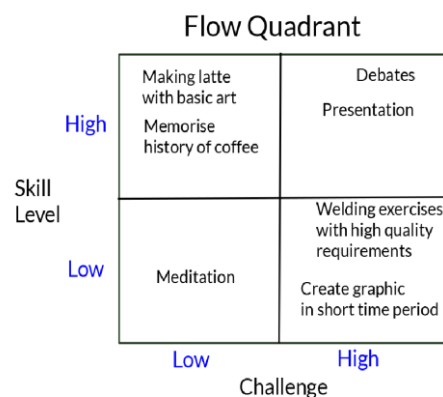 Flow Quadrant
Making latte
with basic art
Memorise
history of coffee
Debates
Presentation
High
Skill
Level
Low
Meditation
Welding exercises
with high quality
requirements
Create graphic
in short time period
Low
High
Challenge